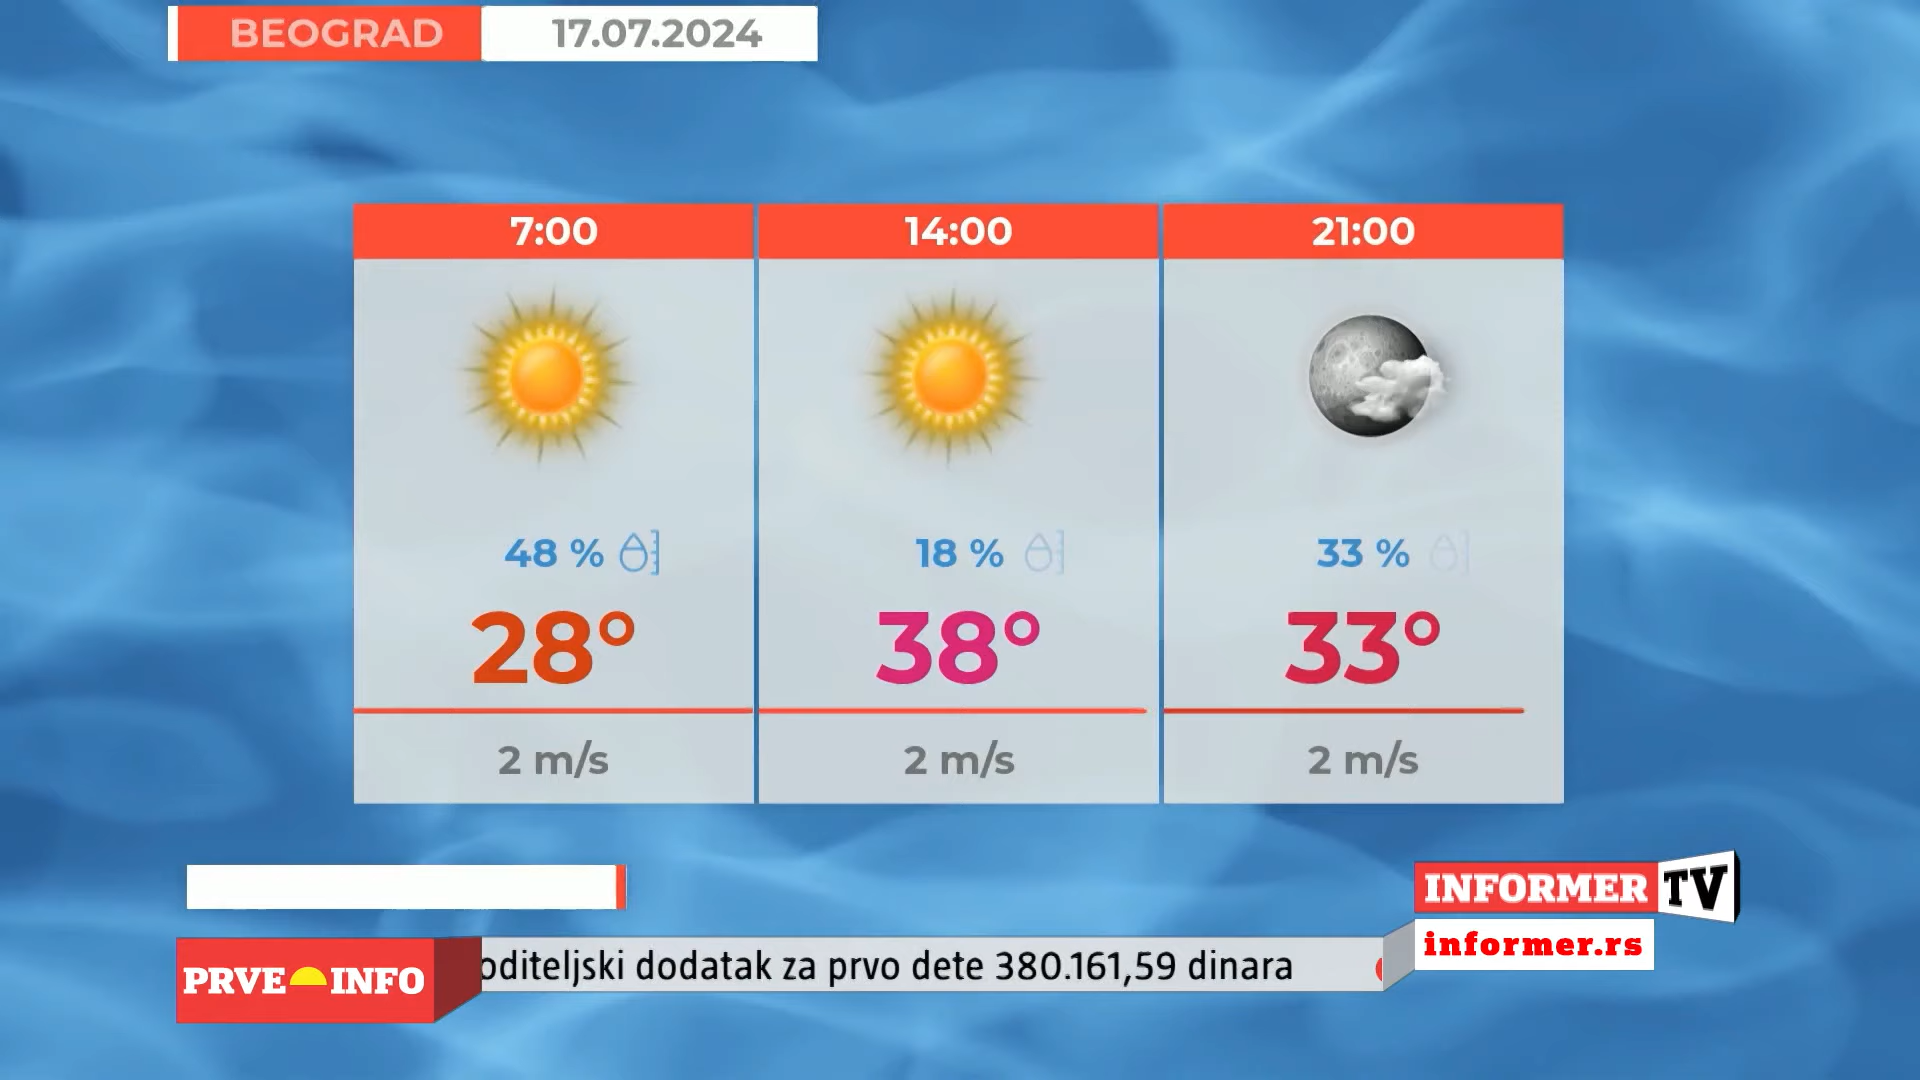 BEOGRAD 17.07.2024
7:00 14:00 21:00
48 % 18 % 33 %
28° 38° 33°
2 m/s 2 m/s 2 m/s
INFORMER TV
informer.rs
PRVE INFO
oditeljski dodatak za prvo dete 380.161,59 dinara